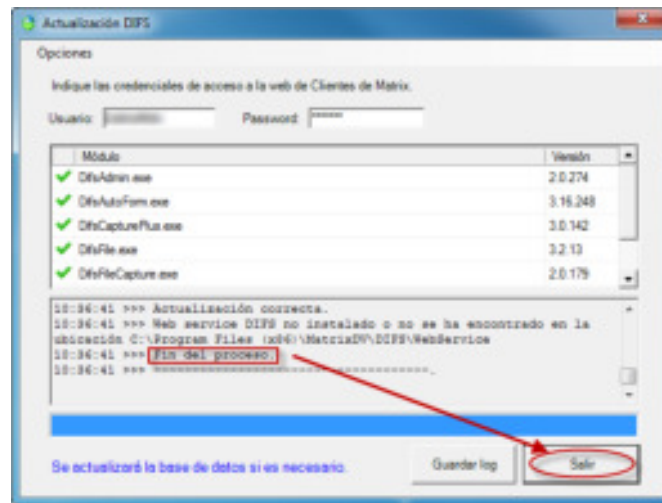 Actualización DIFS
Opciones
Indique las credenciales de acceso a la web de Clientes de Matrix.
Usuario: Password: ******
Módulo Versión
DifsAdmin.exe 2.0.274
DifsAutoForm.exe 3.16.248
DifsCapturePlus.exe 3.0.142
DifsFile.exe 3.2.13
DifsFileCapture.exe 2.0.179
10:36:41 >>> Actualización correcta.
10:36:41 >>> Web service DIFS no instalado o no se ha encontrado en la
ubicación C:\Program Files (x86)\MatrixDV\DIFS\WebService
10:36:41 >>> Fin del proceso.
10:36:41 >>> ====================================.
Se actualizará la base de datos si es necesario. Guardar log Salir